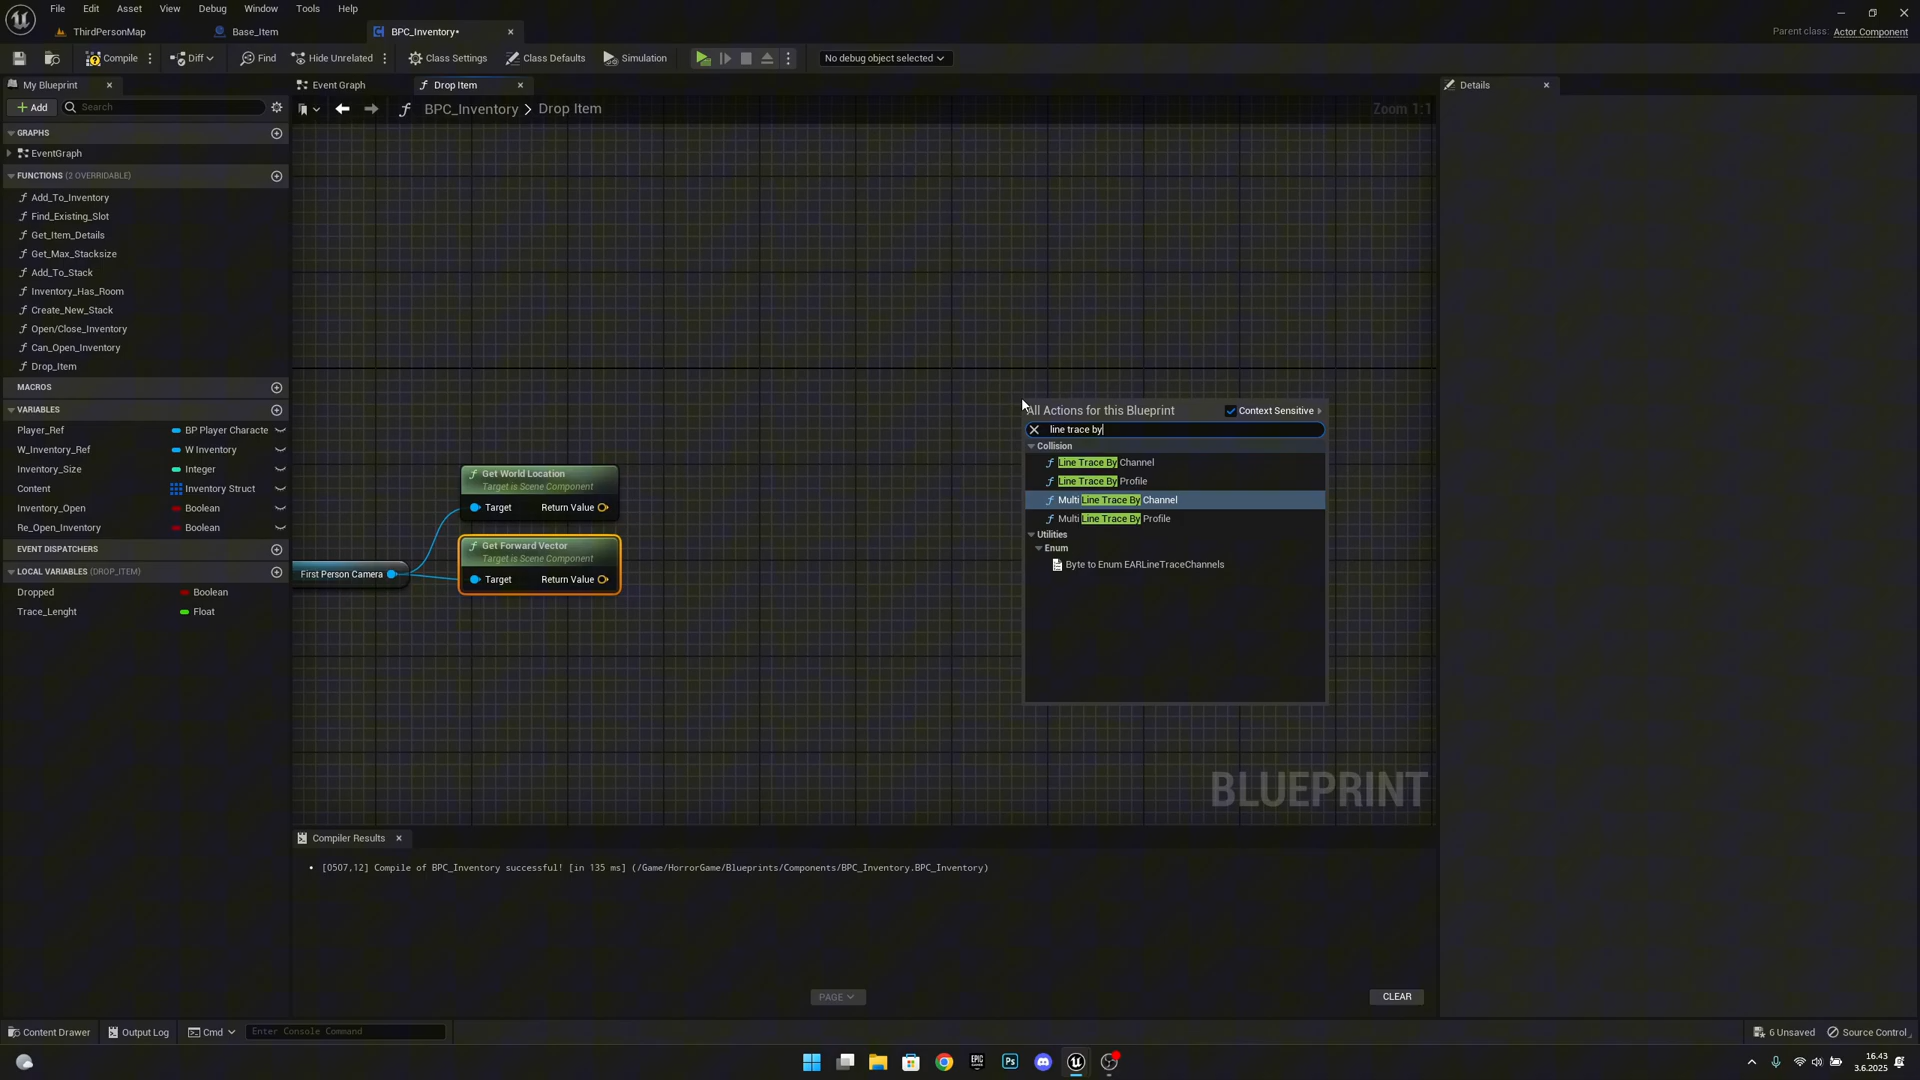 File Edit Asset View Debug Window Tools Help
ThirdPersonMap Base_Item BPC_Inventory•
Parent class: Actor Component
Compile Diff Find Hide Unrelated Class Settings Class Defaults Simulation No debug object selected
My Blueprint
Event Graph Drop Item
Details
Add Search
BPC_Inventory > Drop Item
Zoom 1:1
GRAPHS
EventGraph
FUNCTIONS (2 OVERRIDABLE)
Add_To_Inventory
Find_Existing_Slot
Get_Item_Details
Get_Max_Stacksize
Add_To_Stack
Inventory_Has_Room
Create_New_Stack
Open/Close_Inventory
Can_Open_Inventory
Drop_Item
MACROS
VARIABLES
Player_Ref BP Player Characte
W_Inventory_Ref W Inventory
Inventory_Size Integer
Content Inventory Struct
Inventory_Open Boolean
Re_Open_Inventory Boolean
EVENT DISPATCHERS
LOCAL VARIABLES (DROP_ITEM)
Dropped Boolean
Trace_Lenght Float
First Person Camera
Get World Location
Target is Scene Component
Target Return Value
Get Forward Vector
Target is Scene Component
Target Return Value
All Actions for this Blueprint Context Sensitive
line trace by
Collision
Line Trace By Channel
Line Trace By Profile
Multi Line Trace By Channel
Multi Line Trace By Profile
Utilities
Enum
Byte to Enum EARLineTraceChannels
BLUEPRINT
Compiler Results
• [0507,12] Compile of BPC_Inventory successful! [in 135 ms] (/Game/HorrorGame/Blueprints/Components/BPC_Inventory.BPC_Inventory)
PAGE
CLEAR
Content Drawer Output Log Cmd Enter Console Command
6 Unsaved Source Control
EPIC
Ps
16.43
3.6.2025